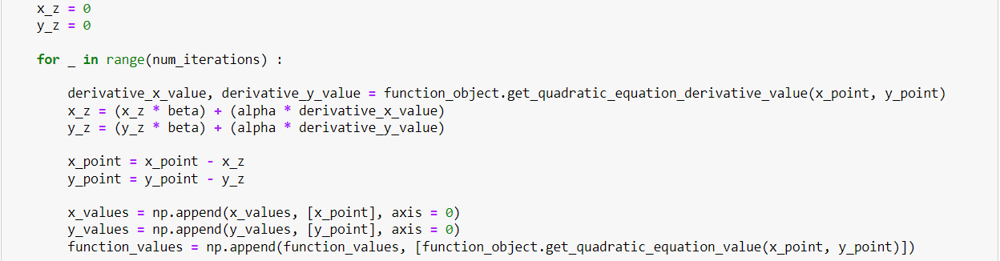 x_z = 0
y_z = 0
for _ in range(num_iterations) :
derivative_x_value, derivative_y_value = function_object.get_quadratic_equation_derivative_value(x_point, y_point)
x_z = (x_z * beta) + (alpha * derivative_x_value)
y_z = (y_z * beta) + (alpha * derivative_y_value)
x_point = x_point - x_z
y_point = y_point - y_z
x_values = np.append(x_values, [x_point], axis = 0)
y_values = np.append(y_values, [y_point], axis = 0)
function_values = np.append(function_values, [function_object.get_quadratic_equation_value(x_point, y_point)])